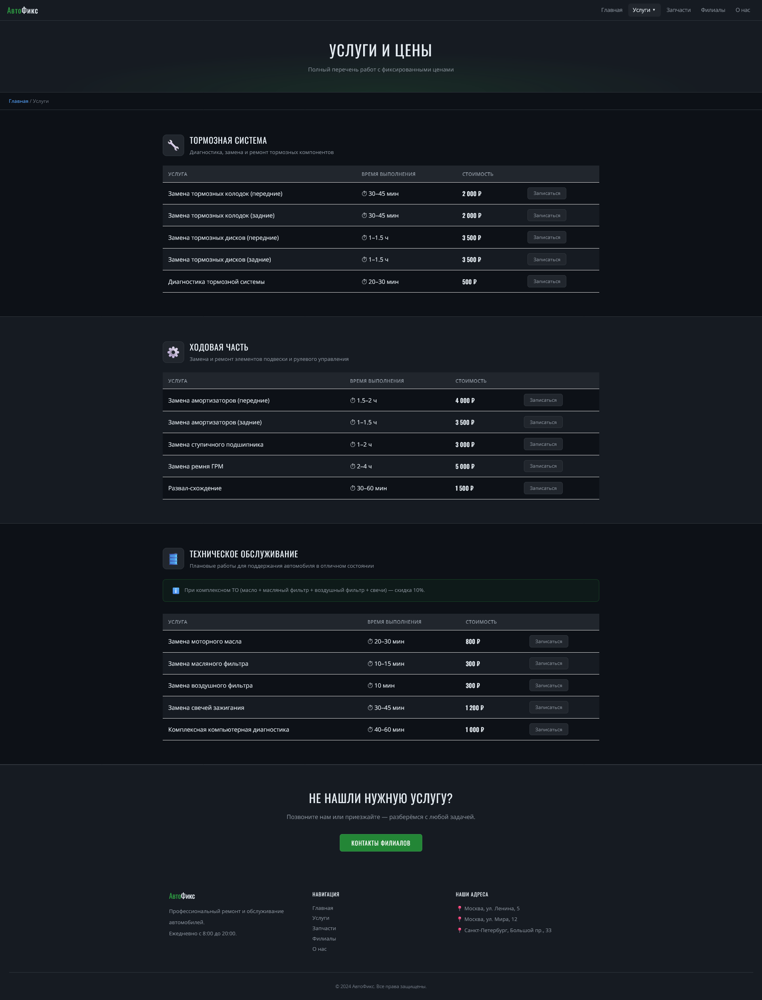 АвтоФикс
Главная Услуги ▼ Запчасти Филиалы О нас
УСЛУГИ И ЦЕНЫ
Полный перечень работ с фиксированными ценами
Главная / Услуги
ТОРМОЗНАЯ СИСТЕМА
Диагностика, замена и ремонт тормозных компонентов
УСЛУГА ВРЕМЯ ВЫПОЛНЕНИЯ СТОИМОСТЬ
Замена тормозных колодок (передние) ⏱ 30–45 мин 2 000 ₽ Записаться
Замена тормозных колодок (задние) ⏱ 30–45 мин 2 000 ₽ Записаться
Замена тормозных дисков (передние) ⏱ 1–1.5 ч 3 500 ₽ Записаться
Замена тормозных дисков (задние) ⏱ 1–1.5 ч 3 500 ₽ Записаться
Диагностика тормозной системы ⏱ 20–30 мин 500 ₽ Записаться
ХОДОВАЯ ЧАСТЬ
Замена и ремонт элементов подвески и рулевого управления
УСЛУГА ВРЕМЯ ВЫПОЛНЕНИЯ СТОИМОСТЬ
Замена амортизаторов (передние) ⏱ 1.5–2 ч 4 000 ₽ Записаться
Замена амортизаторов (задние) ⏱ 1–1.5 ч 3 500 ₽ Записаться
Замена ступичного подшипника ⏱ 1–2 ч 3 000 ₽ Записаться
Замена ремня ГРМ ⏱ 2–4 ч 5 000 ₽ Записаться
Развал-схождение ⏱ 30–60 мин 1 500 ₽ Записаться
ТЕХНИЧЕСКОЕ ОБСЛУЖИВАНИЕ
Плановые работы для поддержания автомобиля в отличном состоянии
ℹ️ При комплексном ТО (масло + масляный фильтр + воздушный фильтр + свечи) — скидка 10%.
УСЛУГА ВРЕМЯ ВЫПОЛНЕНИЯ СТОИМОСТЬ
Замена моторного масла ⏱ 20–30 мин 800 ₽ Записаться
Замена масляного фильтра ⏱ 10–15 мин 300 ₽ Записаться
Замена воздушного фильтра ⏱ 10 мин 300 ₽ Записаться
Замена свечей зажигания ⏱ 30–45 мин 1 200 ₽ Записаться
Комплексная компьютерная диагностика ⏱ 40–60 мин 1 000 ₽ Записаться
НЕ НАШЛИ НУЖНУЮ УСЛУГУ?
Позвоните нам или приезжайте — разберёмся с любой задачей.
КОНТАКТЫ ФИЛИАЛОВ
АвтоФикс
Профессиональный ремонт и обслуживание
автомобилей.
Ежедневно с 8:00 до 20:00.
НАВИГАЦИЯ
Главная
Услуги
Запчасти
Филиалы
О нас
НАШИ АДРЕСА
📍 Москва, ул. Ленина, 5
📍 Москва, ул. Мира, 12
📍 Санкт-Петербург, Большой пр., 33
© 2024 АвтоФикс. Все права защищены.